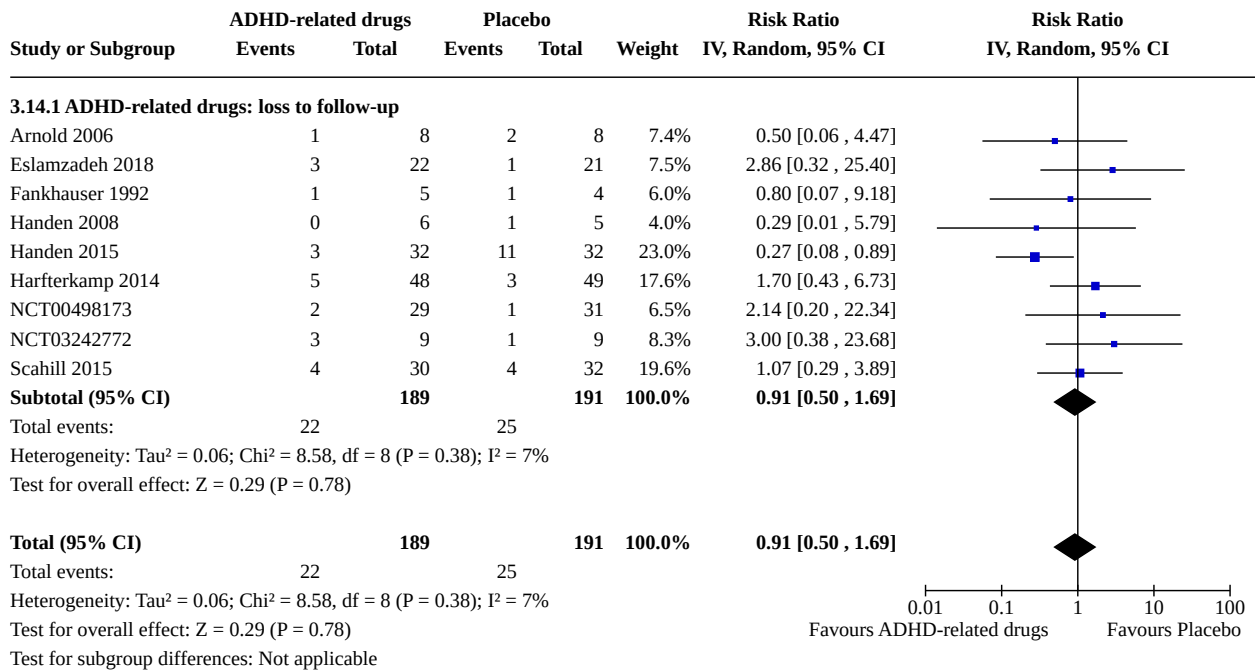 ADHD-related drugs Placebo Risk Ratio Risk Ratio
Study or Subgroup Events Total Events Total Weight IV, Random, 95% CI IV, Random, 95% CI
3.14.1 ADHD-related drugs: loss to follow-up
Arnold 2006 1 8 2 8 7.4% 0.50 [0.06 , 4.47]
Eslamzadeh 2018 3 22 1 21 7.5% 2.86 [0.32 , 25.40]
Fankhauser 1992 1 5 1 4 6.0% 0.80 [0.07 , 9.18]
Handen 2008 0 6 1 5 4.0% 0.29 [0.01 , 5.79]
Handen 2015 3 32 11 32 23.0% 0.27 [0.08 , 0.89]
Harfterkamp 2014 5 48 3 49 17.6% 1.70 [0.43 , 6.73]
NCT00498173 2 29 1 31 6.5% 2.14 [0.20 , 22.34]
NCT03242772 3 9 1 9 8.3% 3.00 [0.38 , 23.68]
Scahill 2015 4 30 4 32 19.6% 1.07 [0.29 , 3.89]
Subtotal (95% CI) 189 191 100.0% 0.91 [0.50 , 1.69]
Total events: 22 25
Heterogeneity: Tau² = 0.06; Chi² = 8.58, df = 8 (P = 0.38); I² = 7%
Test for overall effect: Z = 0.29 (P = 0.78)
Total (95% CI) 189 191 100.0% 0.91 [0.50 , 1.69]
Total events: 22 25
Heterogeneity: Tau² = 0.06; Chi² = 8.58, df = 8 (P = 0.38); I² = 7%
0.01 0.1 1 10 100
Test for overall effect: Z = 0.29 (P = 0.78) Favours ADHD-related drugs Favours Placebo
Test for subgroup differences: Not applicable